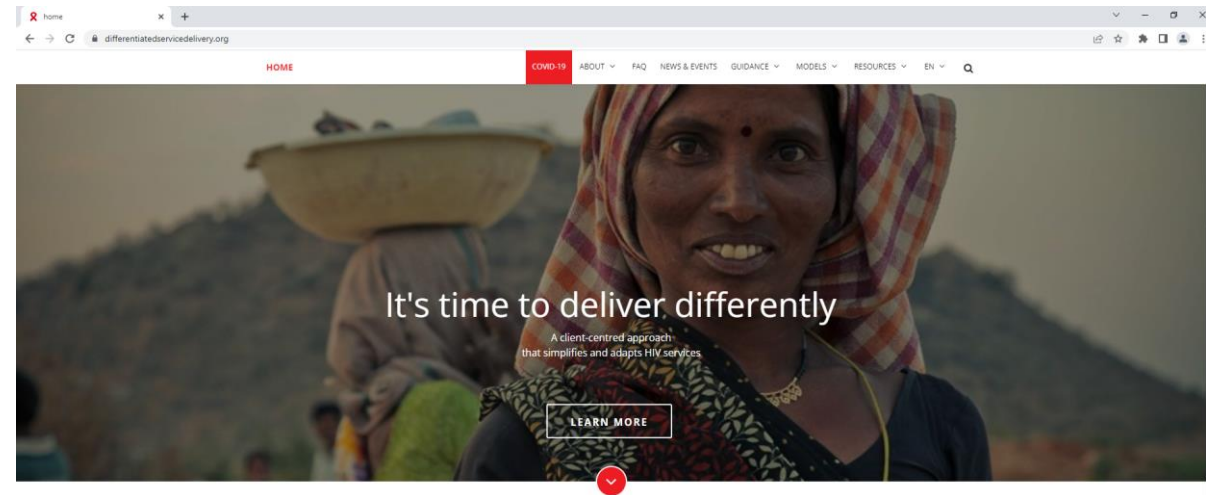 home
differentiatedservicedelivery.org
HOME
COVID-19 ABOUT FAQ NEWS & EVENTS GUIDANCE MODELS RESOURCES EN
It's time to deliver differently
A client-centred approach
that simplifies and adapts HIV services
LEARN MORE